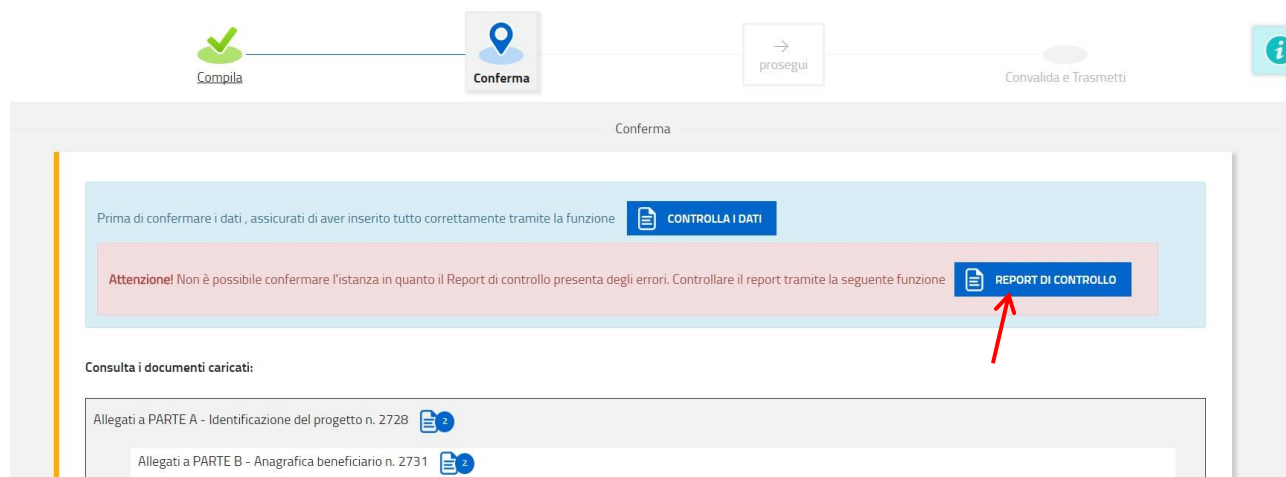 Compila
Conferma
→ prosegui
Convalida e Trasmetti
i
Conferma
Prima di confermare i dati , assicurati di aver inserito tutto correttamente tramite la funzione CONTROLLA I DATI
Attenzione! Non è possibile confermare l'istanza in quanto il Report di controllo presenta degli errori. Controllare il report tramite la seguente funzione REPORT DI CONTROLLO
Consulta i documenti caricati:
Allegati a PARTE A - Identificazione del progetto n. 2728 2
Allegati a PARTE B - Anagrafica beneficiario n. 2731 2